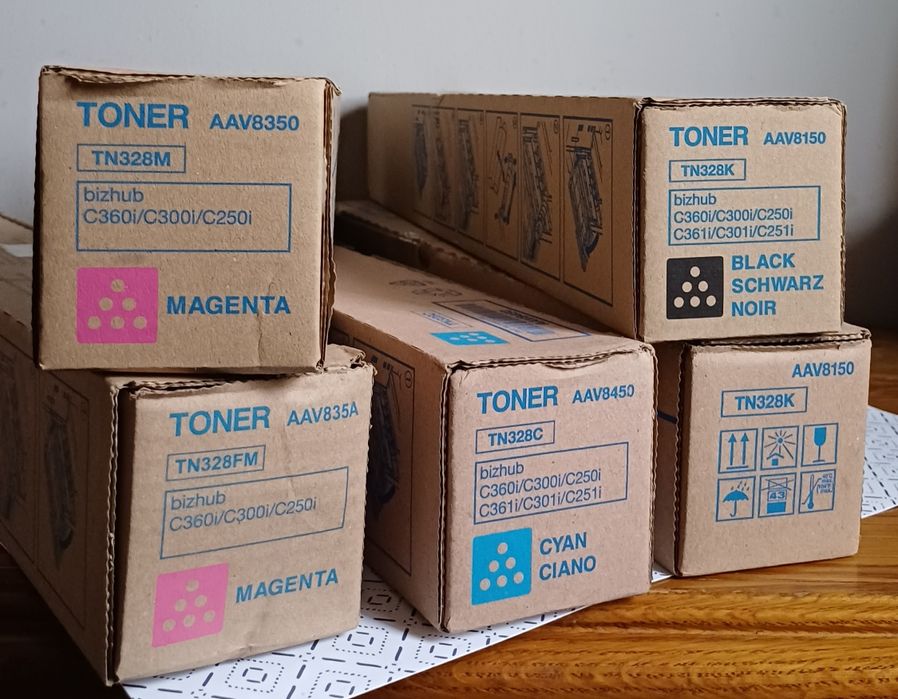 TONER AAV8350
TN328M
bizhub
C360i/C300i/C250i
MAGENTA
TONER AAV8150
TN328K
bizhub
C360i/C300i/C250i
C361i/C301i/C251i
BLACK
SCHWARZ
NOIR
TONER AAV835A
TN328FM
bizhub
C360i/C300i/C250i
MAGENTA
TONER AAV8450
TN328C
bizhub
C360i/C300i/C250i
C361i/C301i/C251i
CYAN
CIANO
AAV8150
TN328K
43